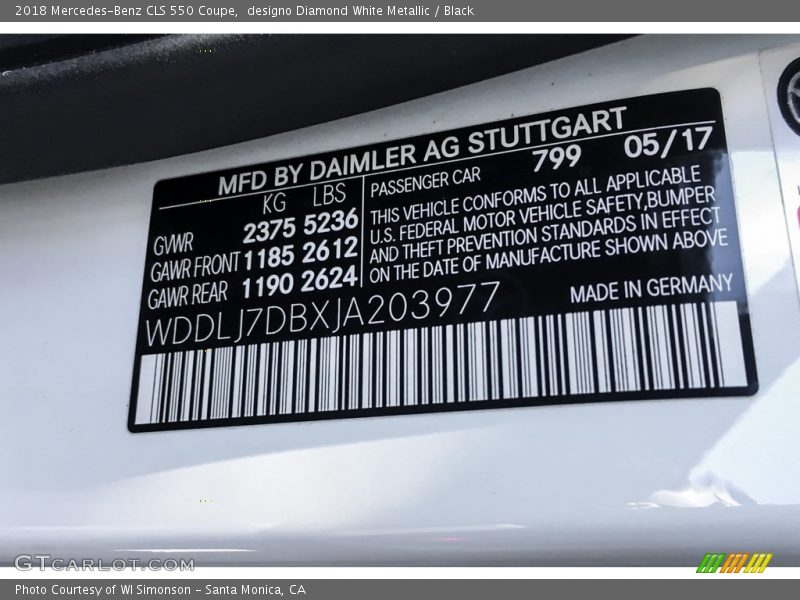 2018 Mercedes-Benz CLS 550 Coupe, designo Diamond White Metallic / Black
MFD BY DAIMLER AG STUTTGART
KG LBS
GVWR 2375 5236
GAWR FRONT 1185 2612
GAWR REAR 1190 2624
PASSENGER CAR 799 05/17
THIS VEHICLE CONFORMS TO ALL APPLICABLE
U.S. FEDERAL MOTOR VEHICLE SAFETY,BUMPER
AND THEFT PREVENTION STANDARDS IN EFFECT
ON THE DATE OF MANUFACTURE SHOWN ABOVE
WDDLJ7DBXJA203977
MADE IN GERMANY
GTCARLOT.COM
Photo Courtesy of WI Simonson - Santa Monica, CA